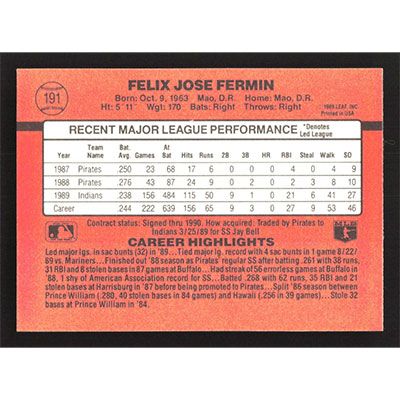 191
FELIX JOSE FERMIN
Born: Oct. 9, 1963 Mao, D.R. Home: Mao, D.R.
Ht: 5' 11" Wgt: 170 Bats: Right Throws: Right
1989 LEAF, INC.
Printed in USA
RECENT MAJOR LEAGUE PERFORMANCE *Denotes Led League
Year Team Name Bat. Avg. Games At Bat Hits Runs 2B 3B HR RBI Steal Walk SO
1987 Pirates .250 23 68 17 6 0 0 0 4 0 4 9
1988 Pirates .276 43 87 24 9 0 2 0 2 3 8 10
1989 Indians .238 156 484 115 50 9 1 0 21 6 41 27
Career .244 222 639 156 65 9 3 0 27 9 53 46
Contract status: Signed thru 1990. How acquired: Traded by Pirates to
Indians 3/25/89 for SS Jay Bell
CAREER HIGHLIGHTS
Led major lgs. in sac bunts (32) in '89...Tied major lg. record with 4 sac bunts in 1 game 8/22/
89 vs. Mariners...Finished out '88 season as Pirates' regular SS after batting .261 with 38 runs,
31 RBI and 8 stolen bases in 87 games at Buffalo...Had streak of 56 errorless games at Buffalo in
'88, 1 shy of American Association record for SS...Batted .268 with 62 runs, 35 RBI and 21
stolen bases at Harrisburg in '87 before being promoted to Pirates...Split '86 season between
Prince William (.280, 40 stolen bases in 84 games) and Hawaii (.256 in 39 games)...Stole 32
bases at Prince William in '84.